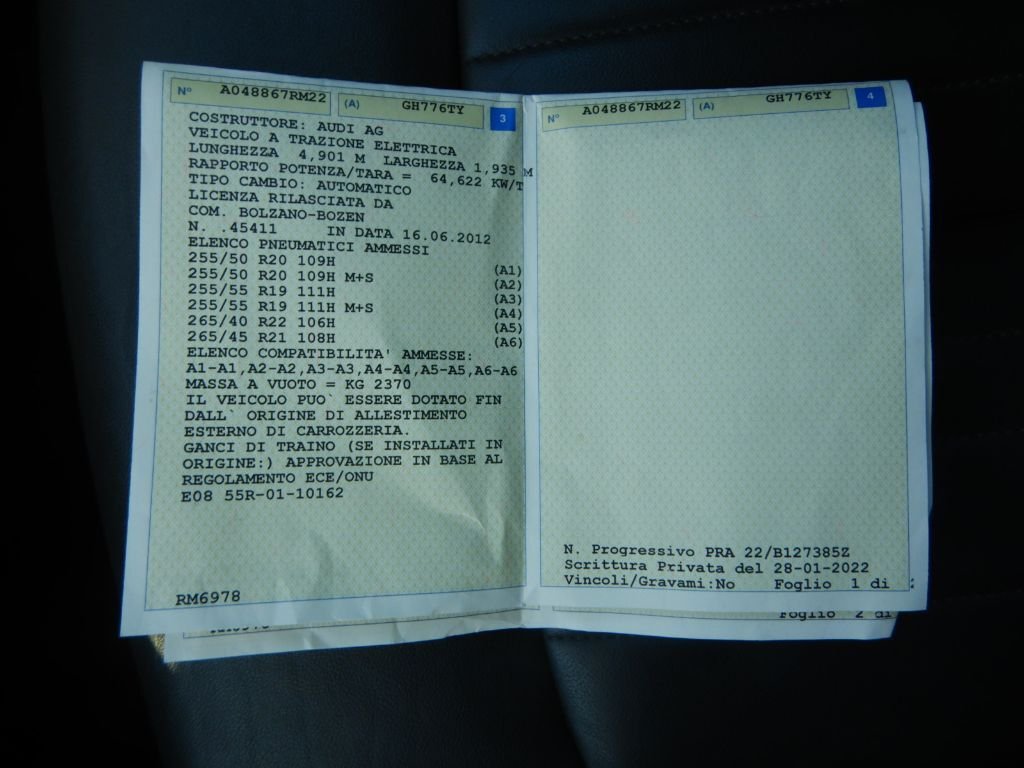 Nº A048867RM22 (A) GH776TY 3
COSTRUTTORE: AUDI AG
VEICOLO A TRAZIONE ELETTRICA
LUNGHEZZA 4,901 M LARGHEZZA 1,935 M
RAPPORTO POTENZA/TARA = 64,622 KW/T
TIPO CAMBIO: AUTOMATICO
LICENZA RILASCIATA DA
COM. BOLZANO-BOZEN
N. .45411 IN DATA 16.06.2012
ELENCO PNEUMATICI AMMESSI
255/50 R20 109H (A1)
255/50 R20 109H M+S (A2)
255/55 R19 111H (A3)
255/55 R19 111H M+S (A4)
265/40 R22 106H (A5)
265/45 R21 108H (A6)
ELENCO COMPATIBILITA' AMMESSE:
A1-A1,A2-A2,A3-A3,A4-A4,A5-A5,A6-A6
MASSA A VUOTO = KG 2370
IL VEICOLO PUO` ESSERE DOTATO FIN
DALL` ORIGINE DI ALLESTIMENTO
ESTERNO DI CARROZZERIA.
GANCI DI TRAINO (SE INSTALLATI IN
ORIGINE:) APPROVAZIONE IN BASE AL
REGOLAMENTO ECE/ONU
E08 55R-01-10162
RM6978
Nº A048867RM22 (A) GH776TY 4
N. Progressivo PRA 22/B127385Z
Scrittura Privata del 28-01-2022
Vincoli/Gravami:No Foglio 1 di
Foglio 2 di